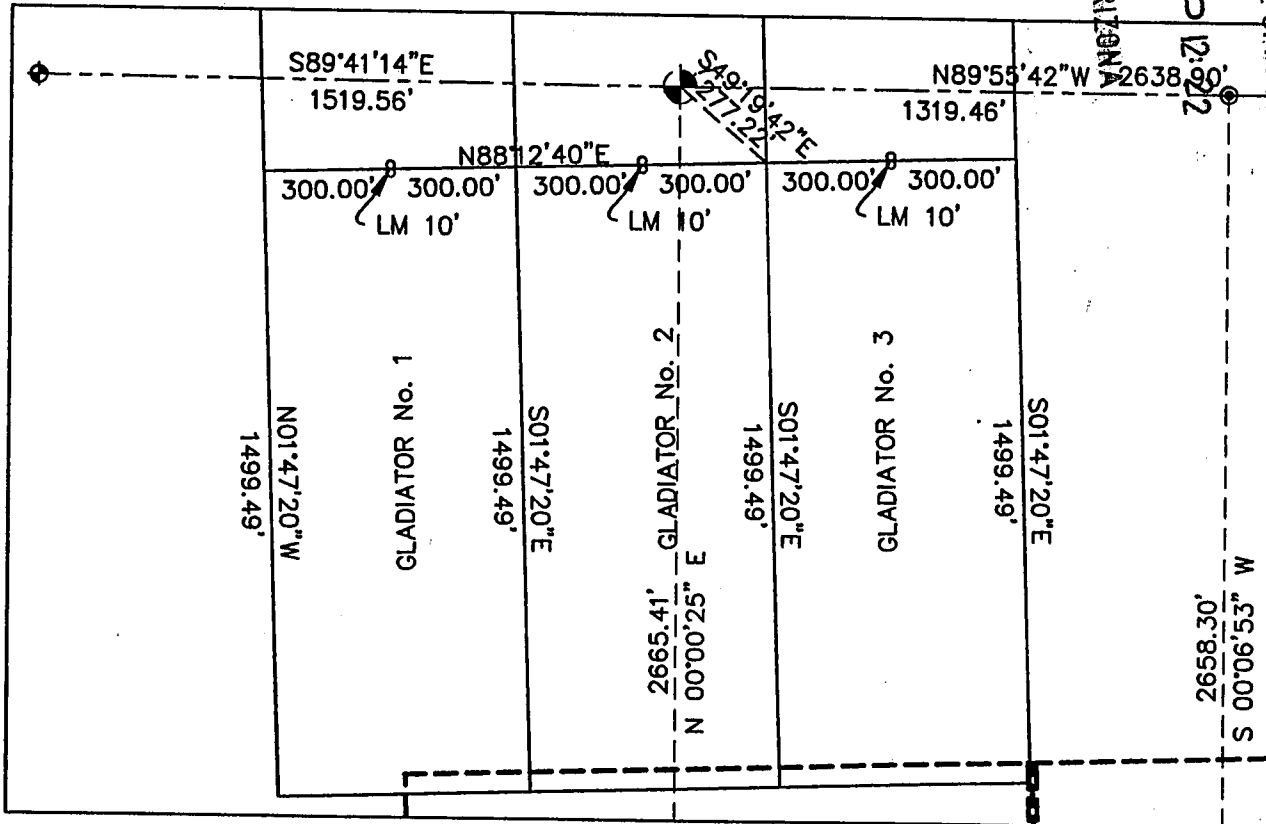 RIZONA
12:22
S89°41'14"E
1519.56'
S49°19'42"E
277.22'
N89°55'42"W 2638.90'
1319.46'
N88°12'40"E
300.00' 300.00' 300.00' 300.00' 300.00' 300.00'
LM 10' LM 10' LM 10'
GLADIATOR No. 1
GLADIATOR No. 2
GLADIATOR No. 3
N01°47'20"W
1499.49'
S01°47'20"E
1499.49'
S01°47'20"E
1499.49'
S01°47'20"E
1499.49'
2665.41'
N 00°00'25" E
2658.30'
S 00°06'53" W